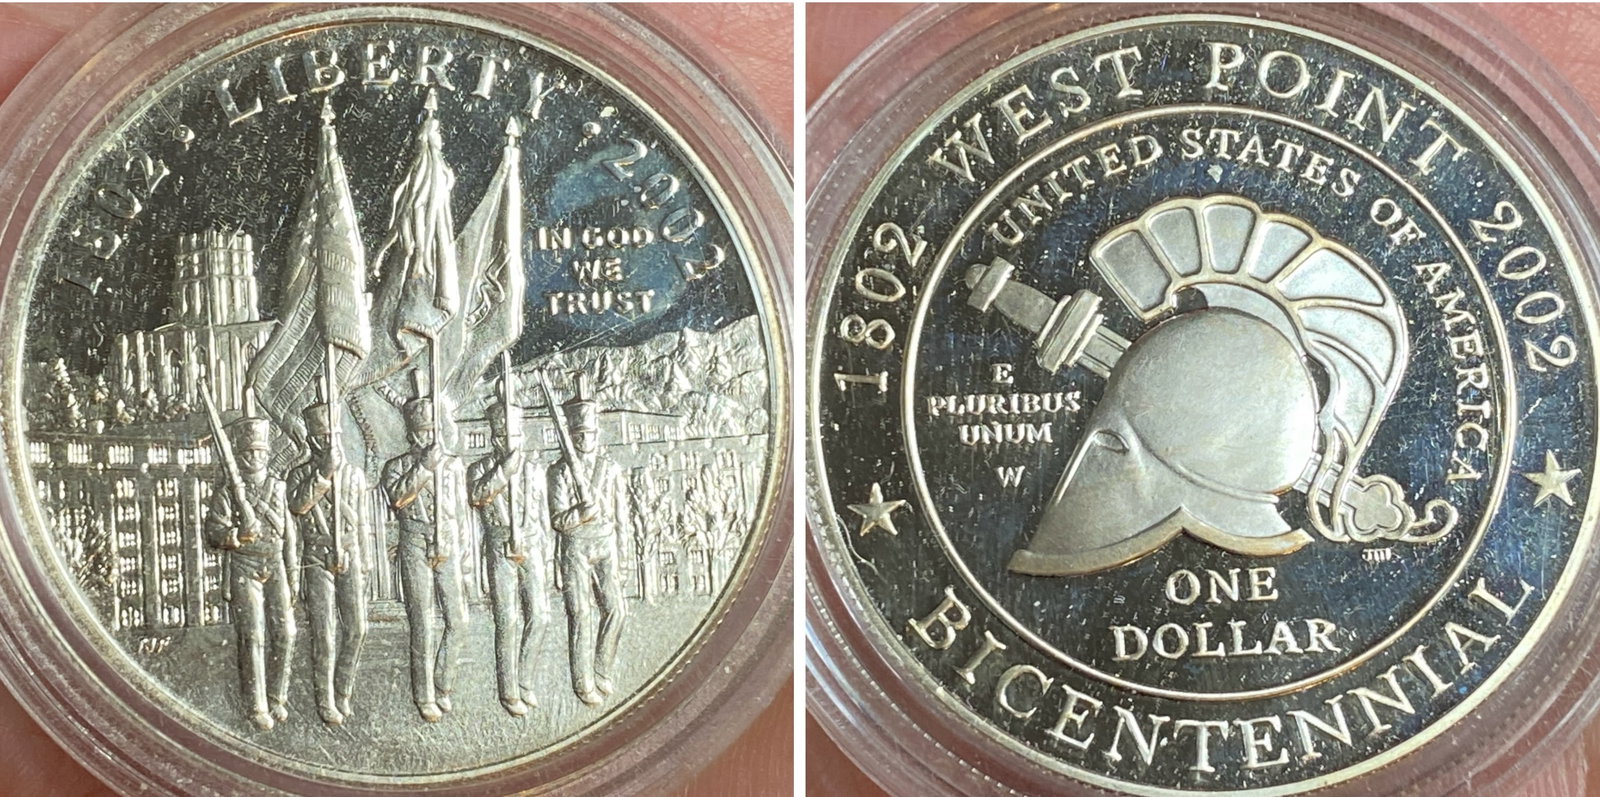 1802 · LIBERTY · 2002
IN GOD
WE
TRUST
1802 WEST POINT 2002
UNITED STATES OF AMERICA
E
PLURIBUS
UNUM
W
ONE
DOLLAR
BICENTENNIAL